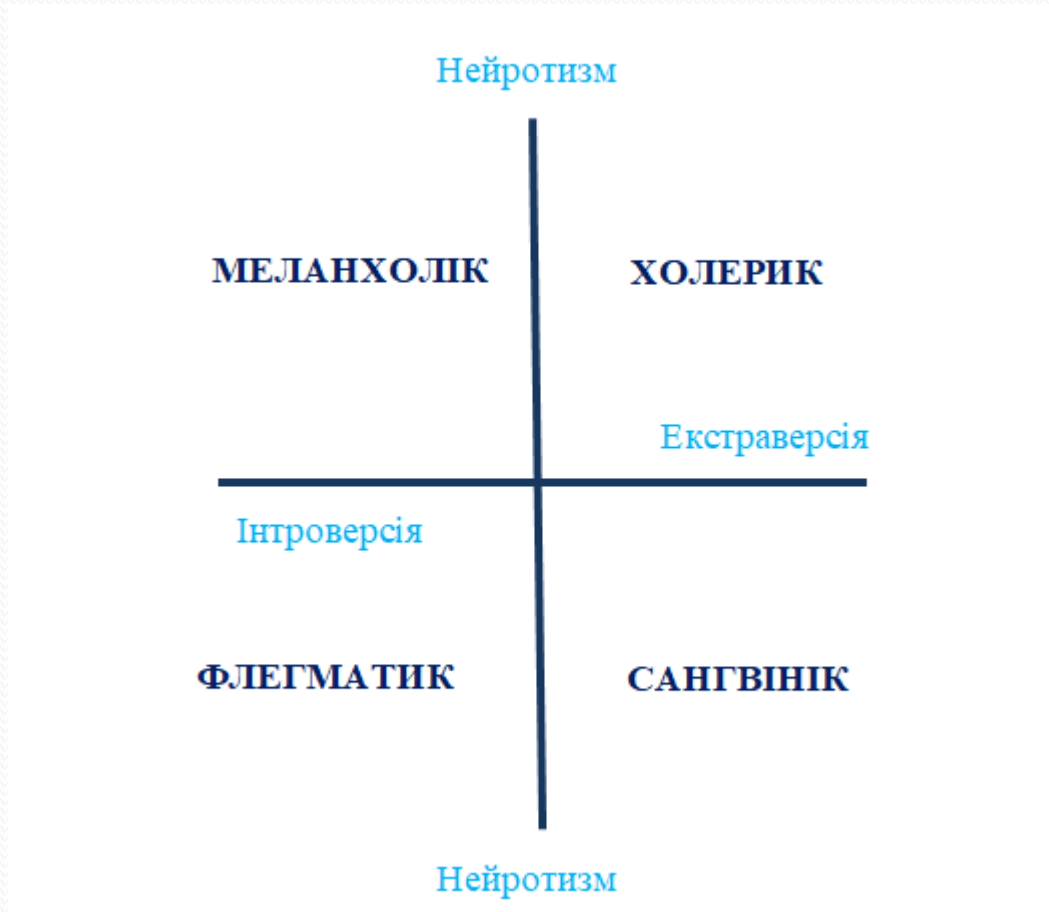 Нейротизм
МЕЛАНХОЛІК
ХОЛЕРИК
Екстраверсія
Інтроверсія
ФЛЕГМАТИК
САНГВІНІК
Нейротизм